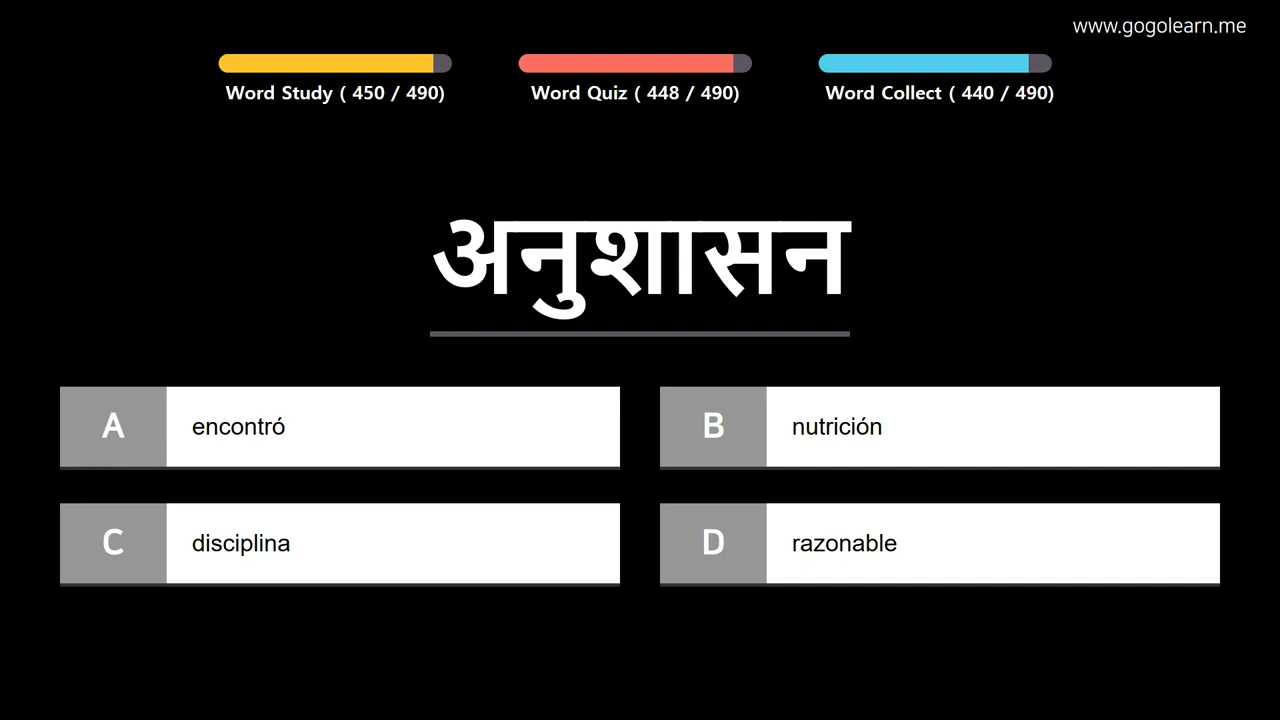 www.gogolearn.me
Word Study ( 450 / 490)
Word Quiz ( 448 / 490)
Word Collect ( 440 / 490)
अनुशासन
A encontró
B nutrición
C disciplina
D razonable